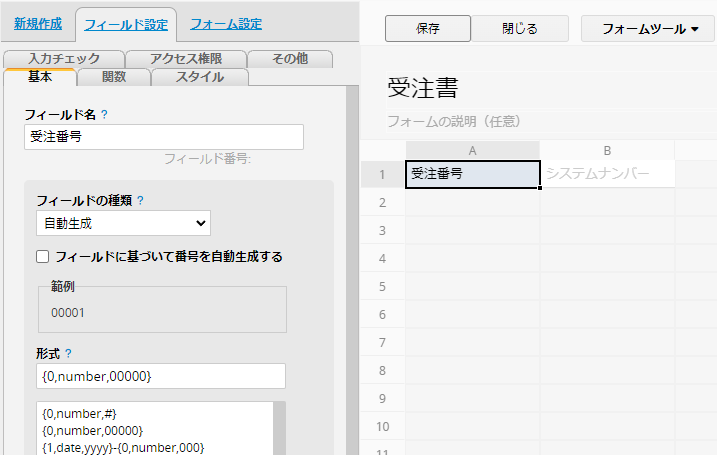 新規作成 フィールド設定 フォーム設定
入力チェック アクセス権限 その他
基本 関数 スタイル
フィールド名 ?
受注番号
フィールド番号:
フィールドの種類 ?
自動生成
フィールドに基づいて番号を自動生成する
範例
00001
形式 ?
{0,number,00000}
{0,number,#}
{0,number,00000}
{1,date,yyyy}-{0,number,000}
保存 閉じる フォームツール
受注書
フォームの説明（任意）
A B
1 受注番号 システムナンバー
2
3
4
5
6
7
8
9
10
11